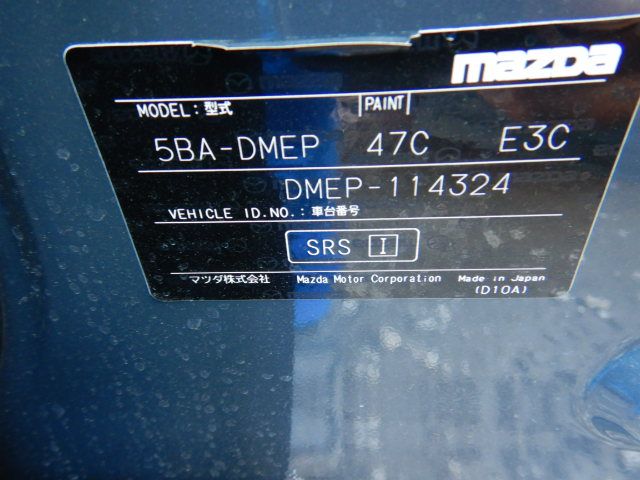 mazda
MODEL: 型式 PAINT
5BA-DMEP 47C E3C
DMEP-114324
VEHICLE ID.NO.: 車台番号
SRS I
マツダ株式会社 Mazda Motor Corporation Made in Japan
(D10A)